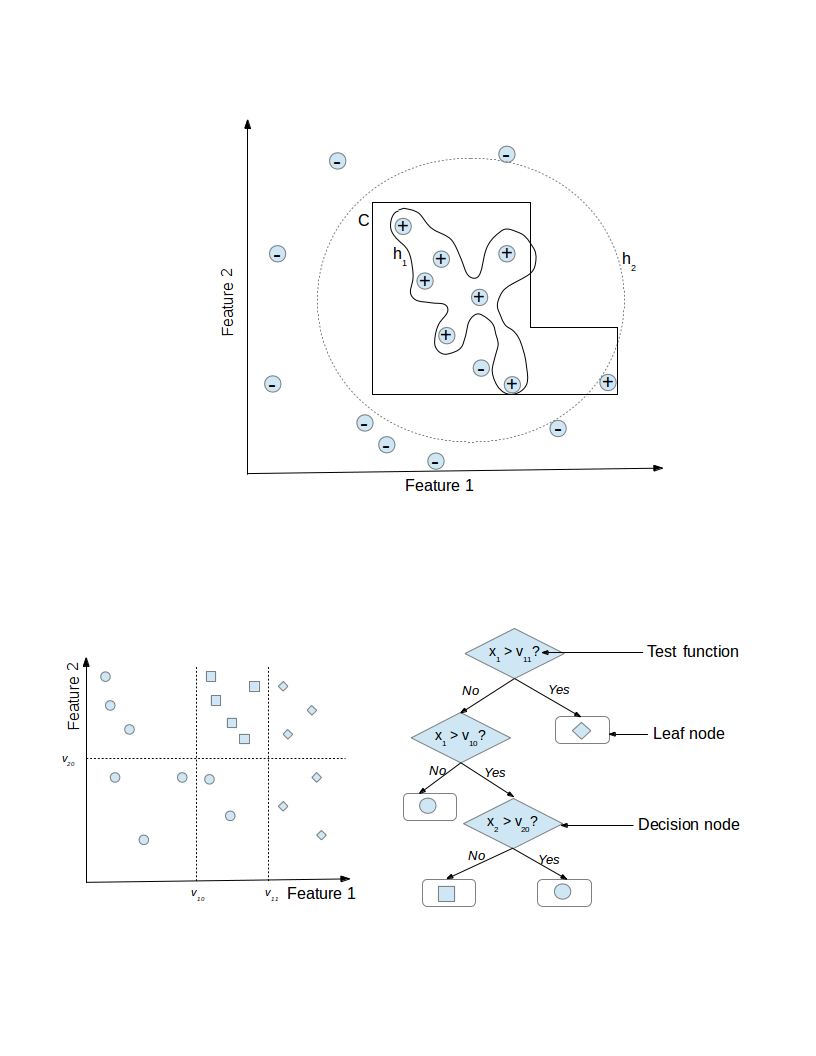 -
-
C
+
h1
+
+
-
h2
+
+
Feature 2
+
-
+
-
+
-
-
-
-
Feature 1
Feature 2
v20
v10
v11
Feature 1
x1 > v11?
Test function
No
Yes
x1 > v10?
Leaf node
No
Yes
x2 > v20?
Decision node
No
Yes